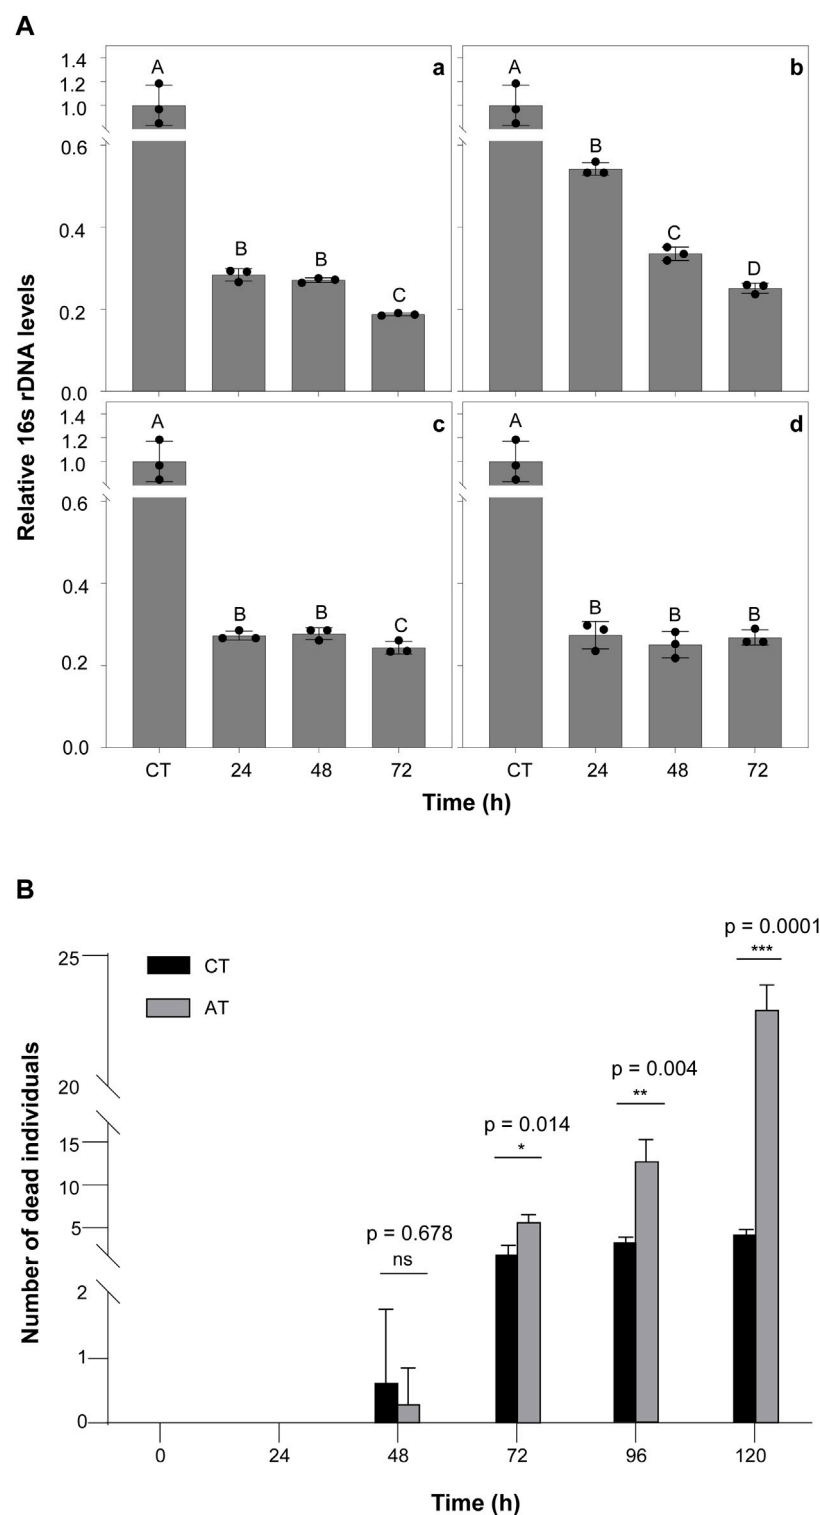 A
Relative 16s rDNA levels
1.4
1.2
1.0
0.6
0.4
0.2
0.0
a
A
B
B
C
b
A
B
C
D
1.4
1.2
1.0
0.6
0.4
0.2
0.0
c
A
B
B
C
d
A
B
B
B
CT 24 48 72 CT 24 48 72
Time (h)
B
Number of dead individuals
25
20
15
10
5
2
1
0
CT
AT
p = 0.678
ns
p = 0.014
*
p = 0.004
**
p = 0.0001
***
0 24 48 72 96 120
Time (h)